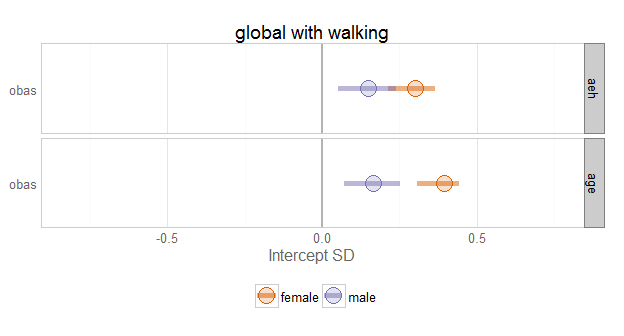 global with walking
obas
aeh
obas
age
-0.5 0.0 0.5
Intercept SD
female male